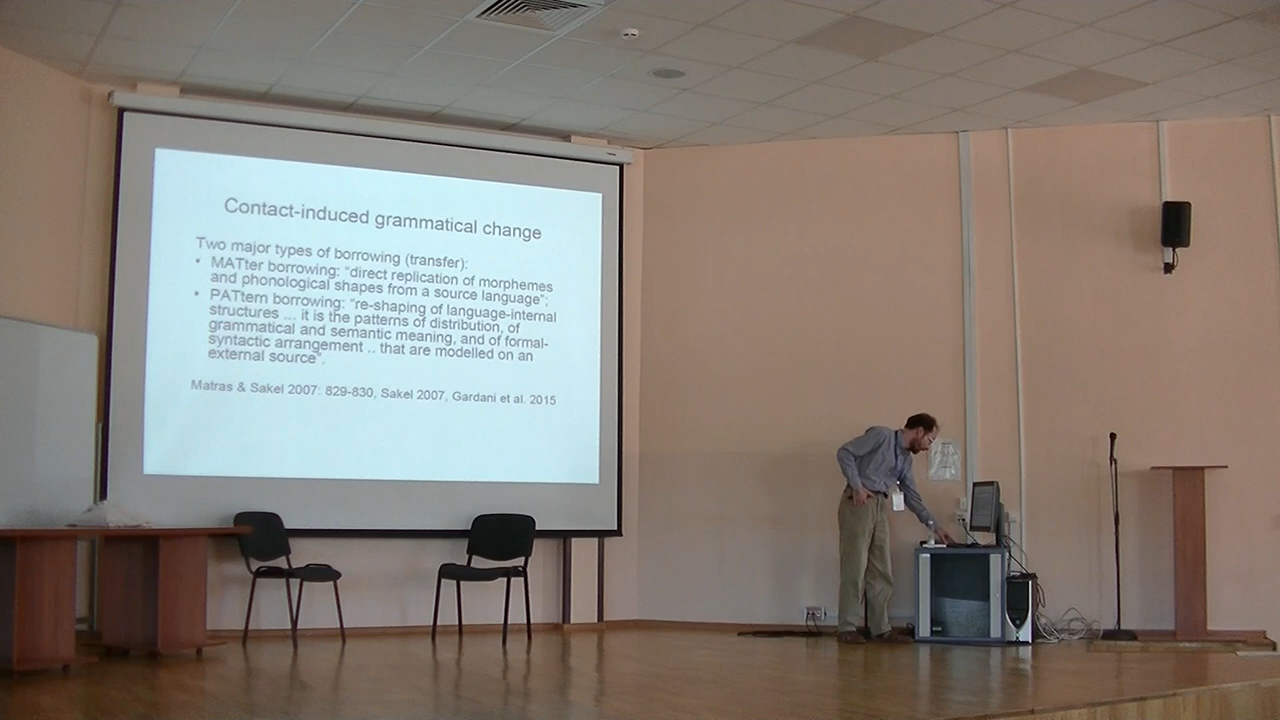 Contact-induced grammatical change
Two major types of borrowing (transfer):
• MATter borrowing: "direct replication of morphemes
and phonological shapes from a source language";
• PATtern borrowing: "re-shaping of language-internal
structures ... it is the patterns of distribution, of
grammatical and semantic meaning, and of formal-
syntactic arrangement .. that are modelled on an
external source".
Matras & Sakel 2007: 829-830, Sakel 2007, Gardani et al. 2015